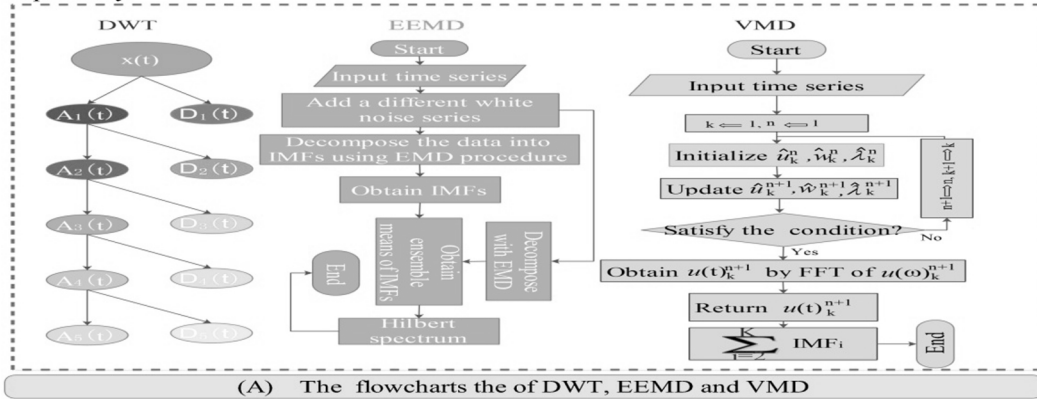 DWT
x(t)
A₁(t)
D₁(t)
A₂(t)
D₂(t)
A₃(t)
D₃(t)
A₄(t)
D₄(t)
A₅(t)
D₅(t)
EEMD
Start
Input time series
Add a different white
noise series
Decompose the data into
IMFs using EMD procedure
Obtain IMFs
Obtain
ensemble
means of IMFs
Decompose
with EMD
End
Hilbert
spectrum
VMD
Start
Input time series
k ⇐ 1, n ⇐ 1
Initialize û_k^n, ŵ_k^n, λ̂_k^n
Update û_k^{n+1}, ŵ_k^{n+1}, λ̂_k^{n+1}
n+1⇨n, k+1⇨k
Satisfy the condition?
No
Yes
Obtain u(t)_k^{n+1} by FFT of u(ω)_k^{n+1}
Return u(t)_k^{n+1}
∑_{i=2}^{K} IMFᵢ
End
(A) The flowcharts the of DWT, EEMD and VMD